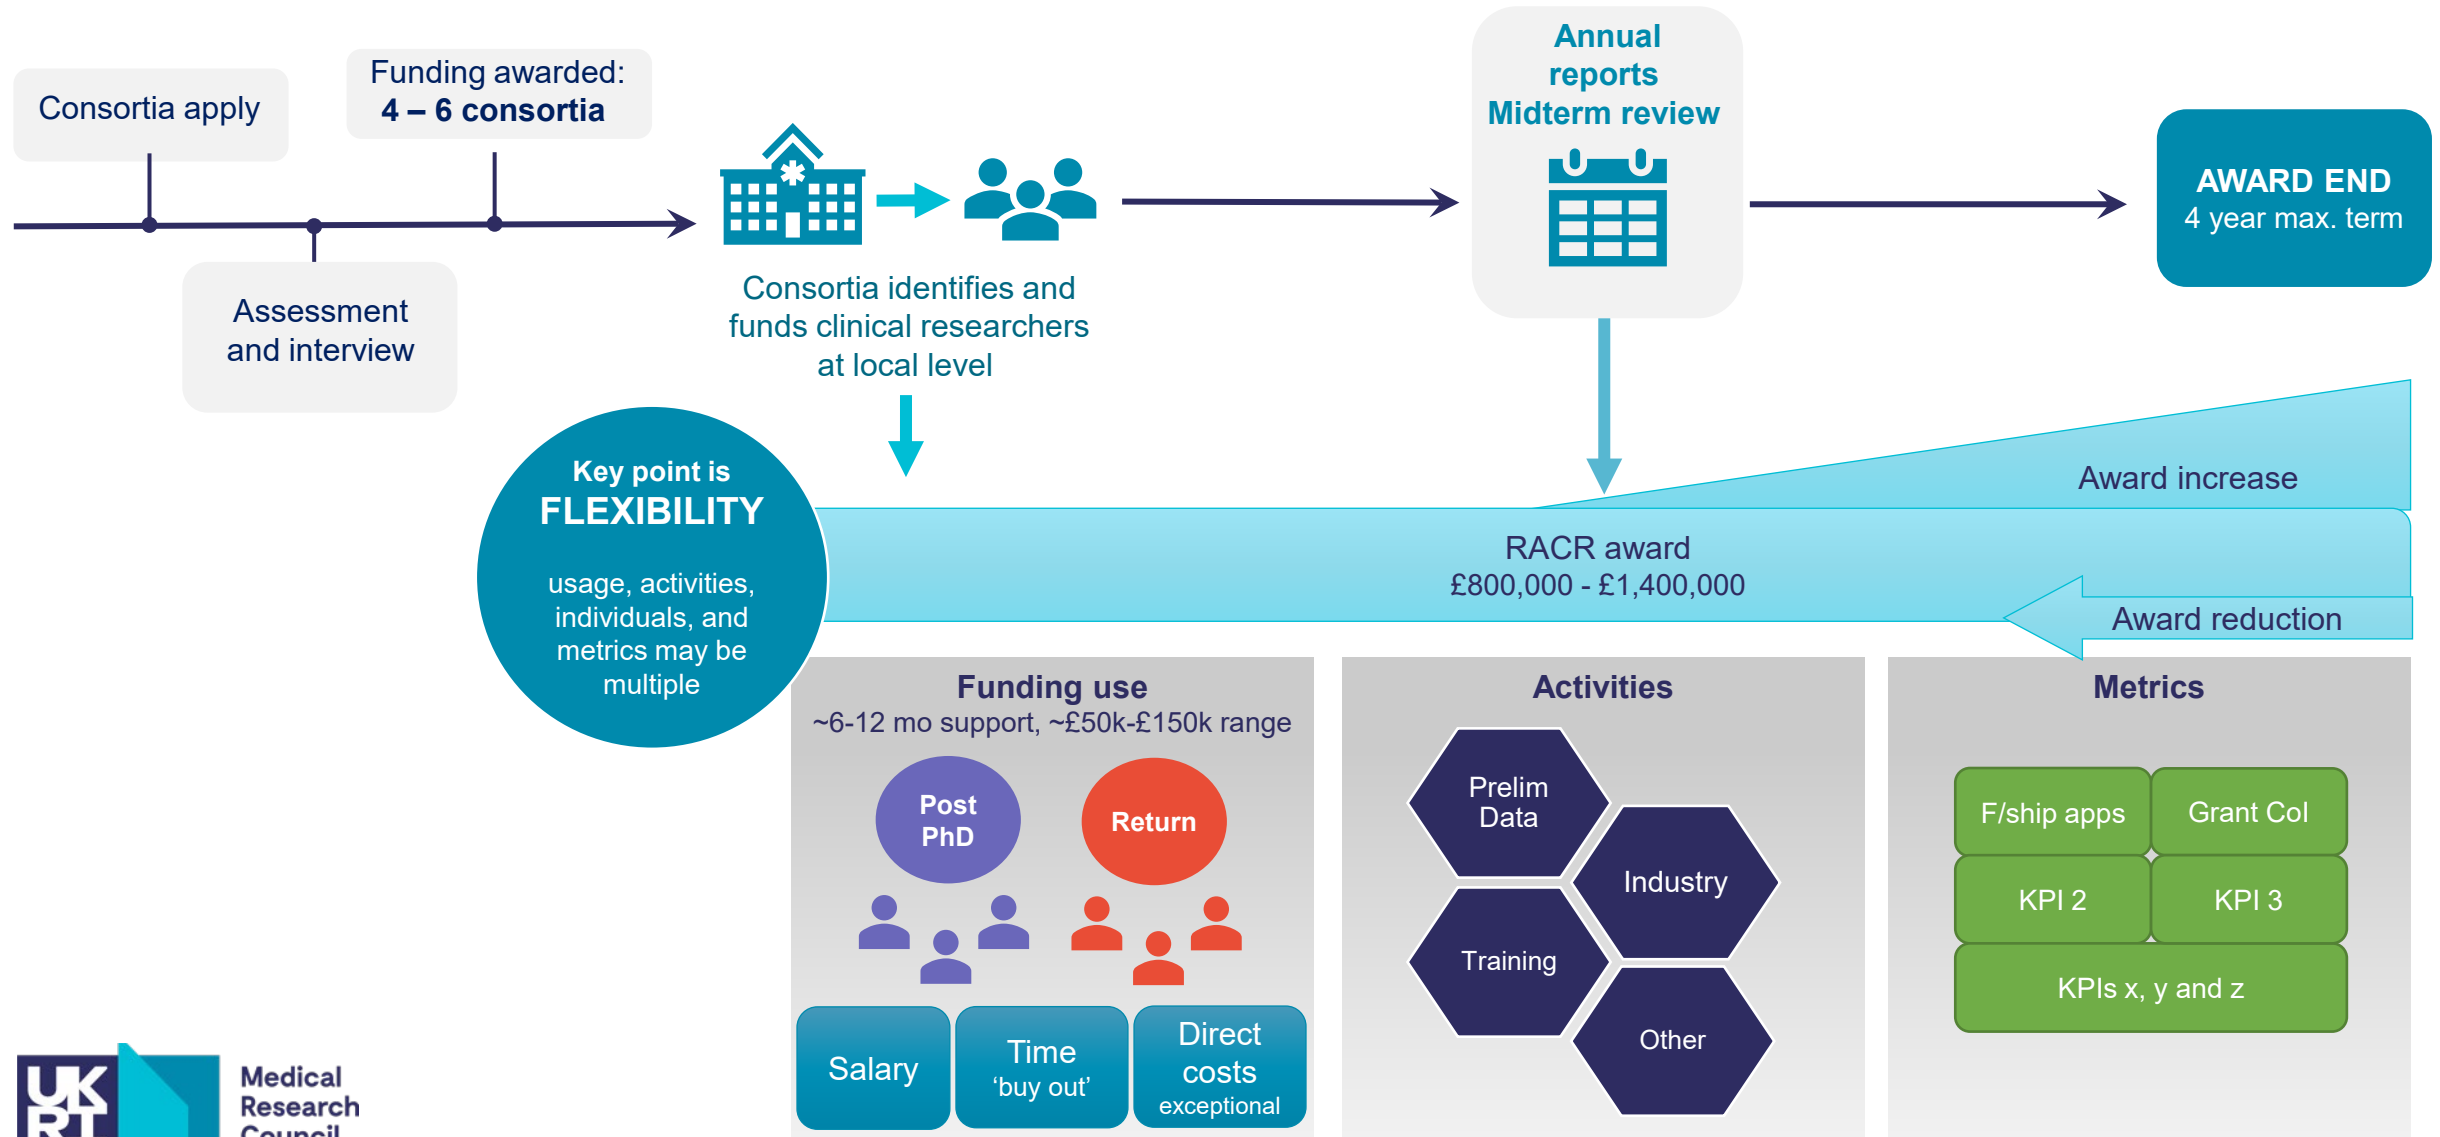 Consortia apply
Funding awarded:
4 – 6 consortia
Assessment
and interview
Consortia identifies and
funds clinical researchers
at local level
Annual
reports
Midterm review
AWARD END
4 year max. term
Key point is
FLEXIBILITY
usage, activities,
individuals, and
metrics may be
multiple
Award increase
RACR award
£800,000 - £1,400,000
Award reduction
Funding use
~6-12 mo support, ~£50k-£150k range
Post
PhD
Return
Salary
Time
‘buy out’
Direct
costs
exceptional
Activities
Prelim
Data
Industry
Training
Other
Metrics
F/ship apps
Grant CoI
KPI 2
KPI 3
KPIs x, y and z
UK
RI
Medical
Research
Council